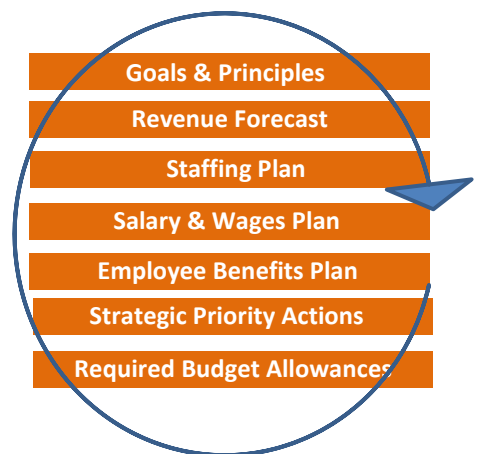 Goals & Principles
Revenue Forecast
Staffing Plan
Salary & Wages Plan
Employee Benefits Plan
Strategic Priority Actions
Required Budget Allowances